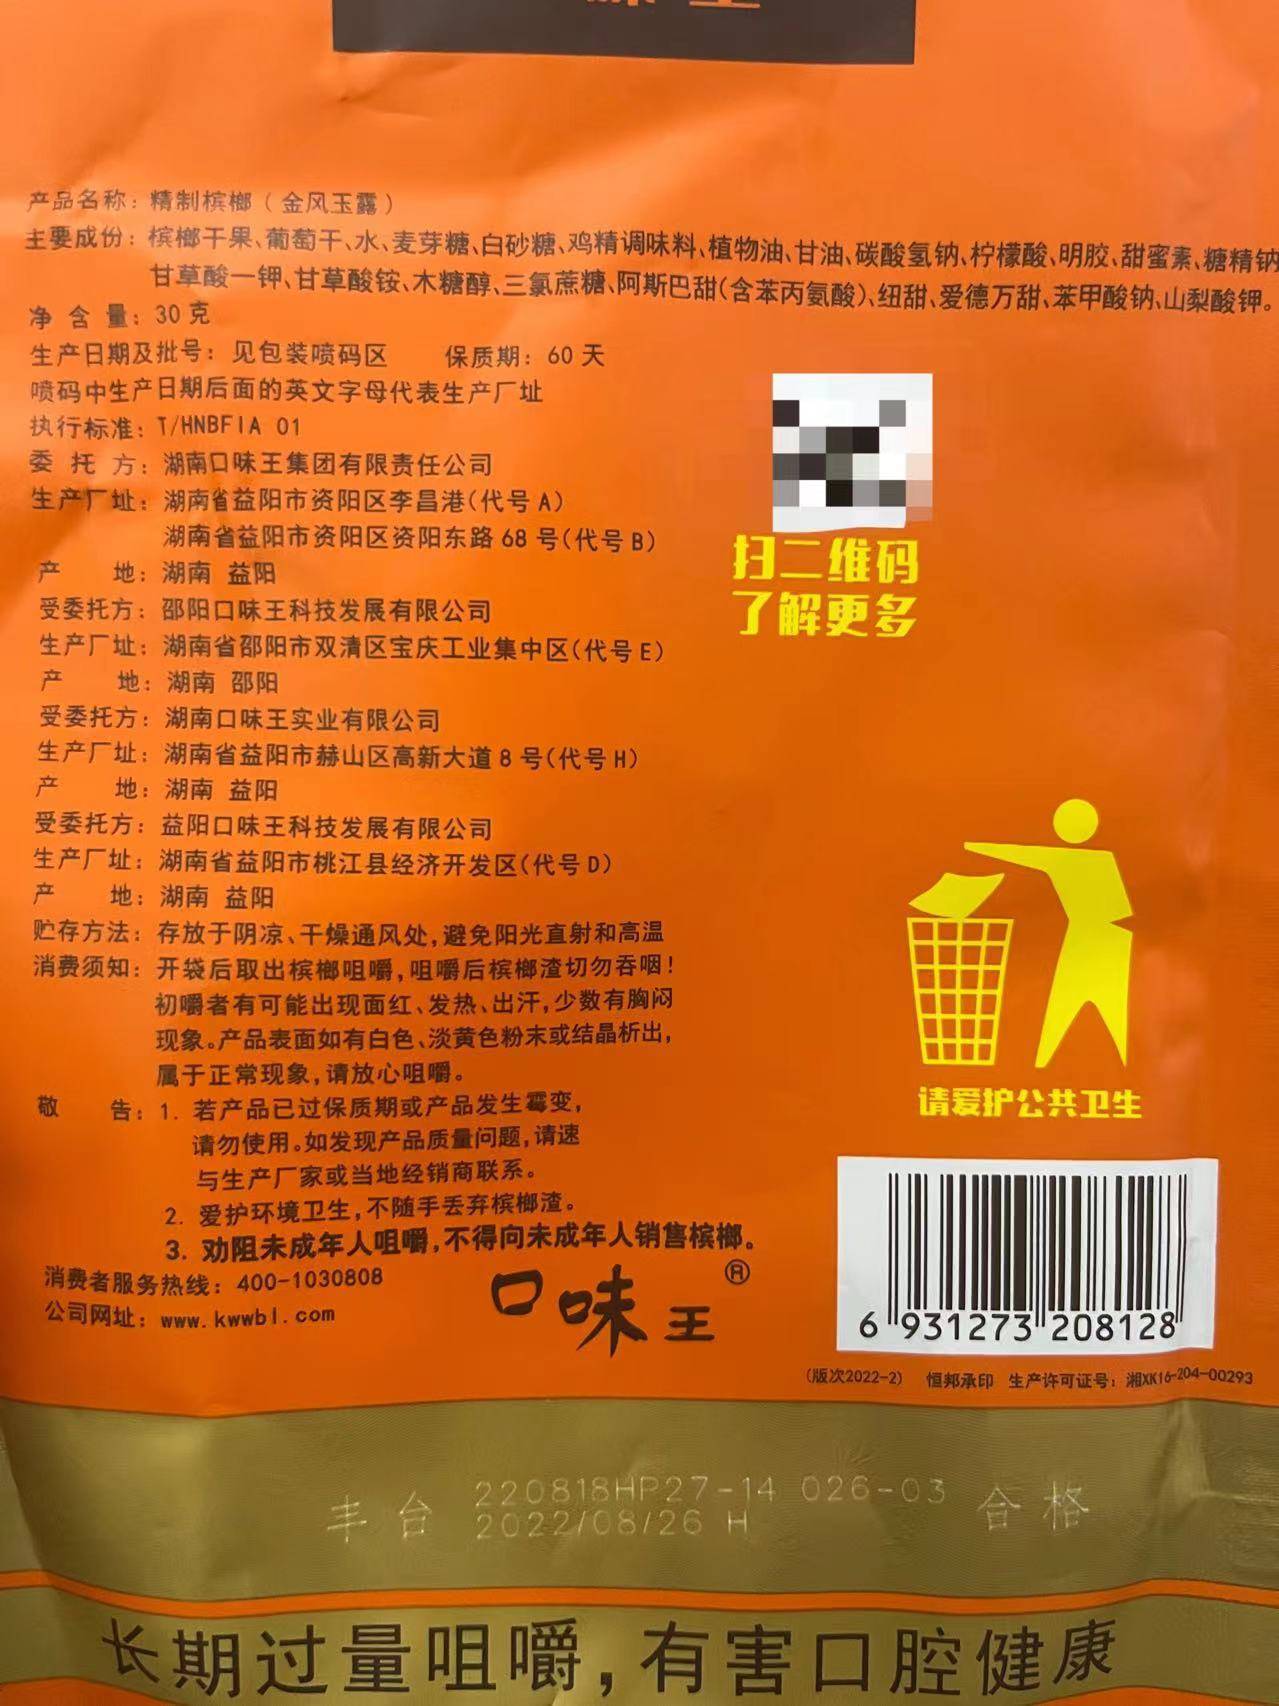 产品名称：精制槟榔（金风玉露）
主要成份：槟榔干果、葡萄干、水、麦芽糖、白砂糖、鸡精调味料、植物油、甘油、碳酸氢钠、柠檬酸、明胶、甜蜜素、糖精钠
甘草酸一钾、甘草酸铵、木糖醇、三氯蔗糖、阿斯巴甜(含苯丙氨酸)、纽甜、爱德万甜、苯甲酸钠、山梨酸钾。
净含量：30克
生产日期及批号：见包装喷码区 保质期：60天
喷码中生产日期后面的英文字母代表生产厂址
执行标准：T/HNBFIA 01
委托方：湖南口味王集团有限责任公司
生产厂址：湖南省益阳市资阳区李昌港(代号A)
湖南省益阳市资阳区资阳东路68号(代号B)
产地：湖南 益阳
受委托方：邵阳口味王科技发展有限公司
生产厂址：湖南省邵阳市双清区宝庆工业集中区(代号E)
产地：湖南 邵阳
受委托方：湖南口味王实业有限公司
生产厂址：湖南省益阳市赫山区高新大道8号(代号H)
产地：湖南 益阳
受委托方：益阳口味王科技发展有限公司
生产厂址：湖南省益阳市桃江县经济开发区(代号D)
产地：湖南 益阳
贮存方法：存放于阴凉、干燥通风处，避免阳光直射和高温
消费须知：开袋后取出槟榔咀嚼，咀嚼后槟榔渣切勿吞咽！
初嚼者有可能出现面红、发热、出汗，少数有胸闷
现象。产品表面如有白色、淡黄色粉末或结晶析出，
属于正常现象，请放心咀嚼。
敬告：1. 若产品已过保质期或产品发生霉变，
请勿使用。如发现产品质量问题，请速
与生产厂家或当地经销商联系。
2. 爱护环境卫生，不随手丢弃槟榔渣。
3. 劝阻未成年人咀嚼，不得向未成年人销售槟榔。
消费者服务热线：400-1030808
公司网址：www.kwwbl.com
口味王®
扫二维码
了解更多
请爱护公共卫生
6 931273 208128
(版次2022-2) 恒邦承印 生产许可证号：湘XK16-204-00293
丰台 220818HP27-14 026-03 合格
2022/08/26 H
长期过量咀嚼，有害口腔健康